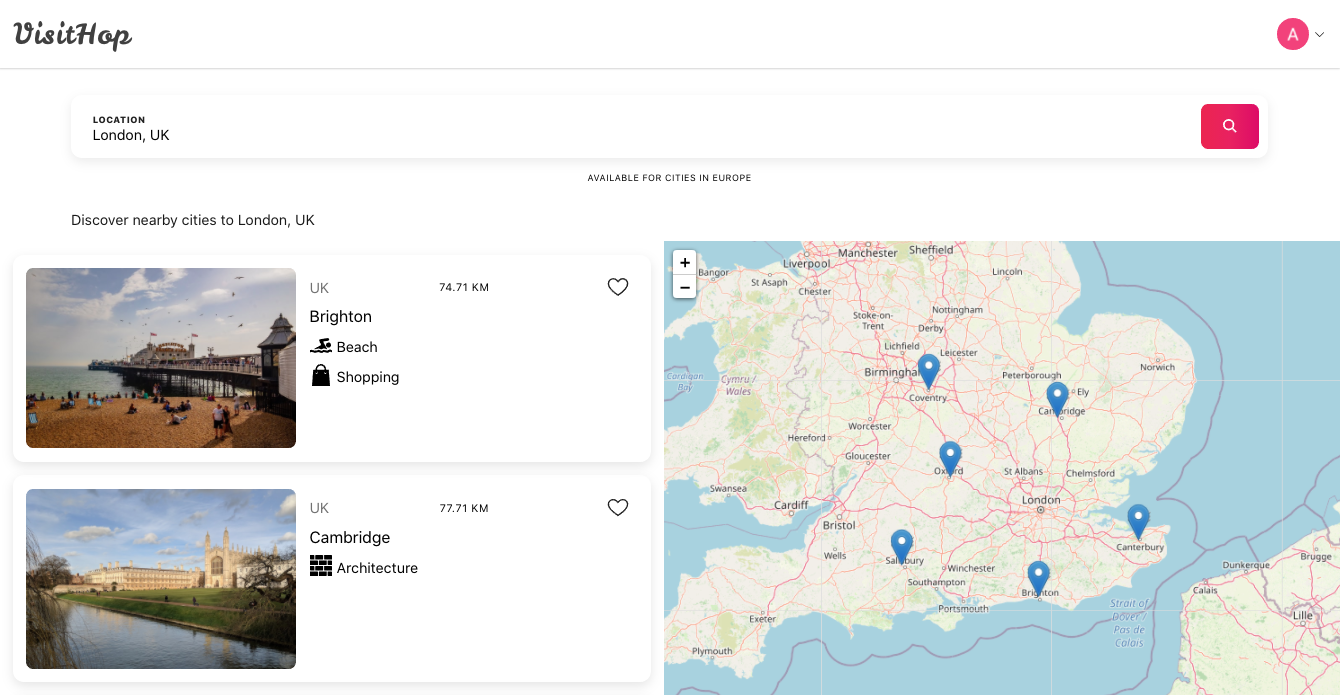 VisitHop
A
LOCATION
London, UK
AVAILABLE FOR CITIES IN EUROPE
Discover nearby cities to London, UK
UK
74.71 KM
Brighton
Beach
Shopping
UK
77.71 KM
Cambridge
Architecture
+
−
Manchester
Sheffield
Liverpool
Bangor
St Asaph
Chester
Lincoln
Stoke-on-
Trent
Nottingham
Derby
Lichfield
Leicester
Birmingha
Coventry
Peterborough
Ely
Norwich
Cambridge
Cardigan
Bay
Cymru /
Wales
Worcester
Hereford
Gloucester
Oxford
St Albans
Chelmsford
Swansea
Cardiff
London
Bristol
Canterbury
Wells
Salisbury
Winchester
Southampton
Brighton
Portsmouth
Exeter
Plymouth
Strait of
Dover /
Pas de
Calais
Dunkerque
Brugge
Calais
Lille